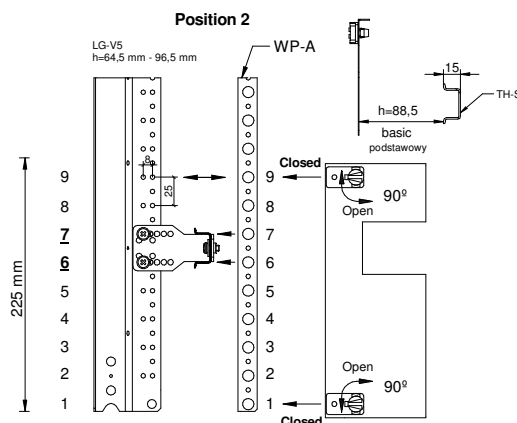 Position 2
LG-V5
h=64,5 mm - 96,5 mm
WP-A
15
TH-S
h=88,5
basic
podstawowy
8
25
Closed
90º
Open
225 mm
9
8
7
6
5
4
3
2
1
9
8
7
6
5
4
3
2
1
Open
90º
Closed